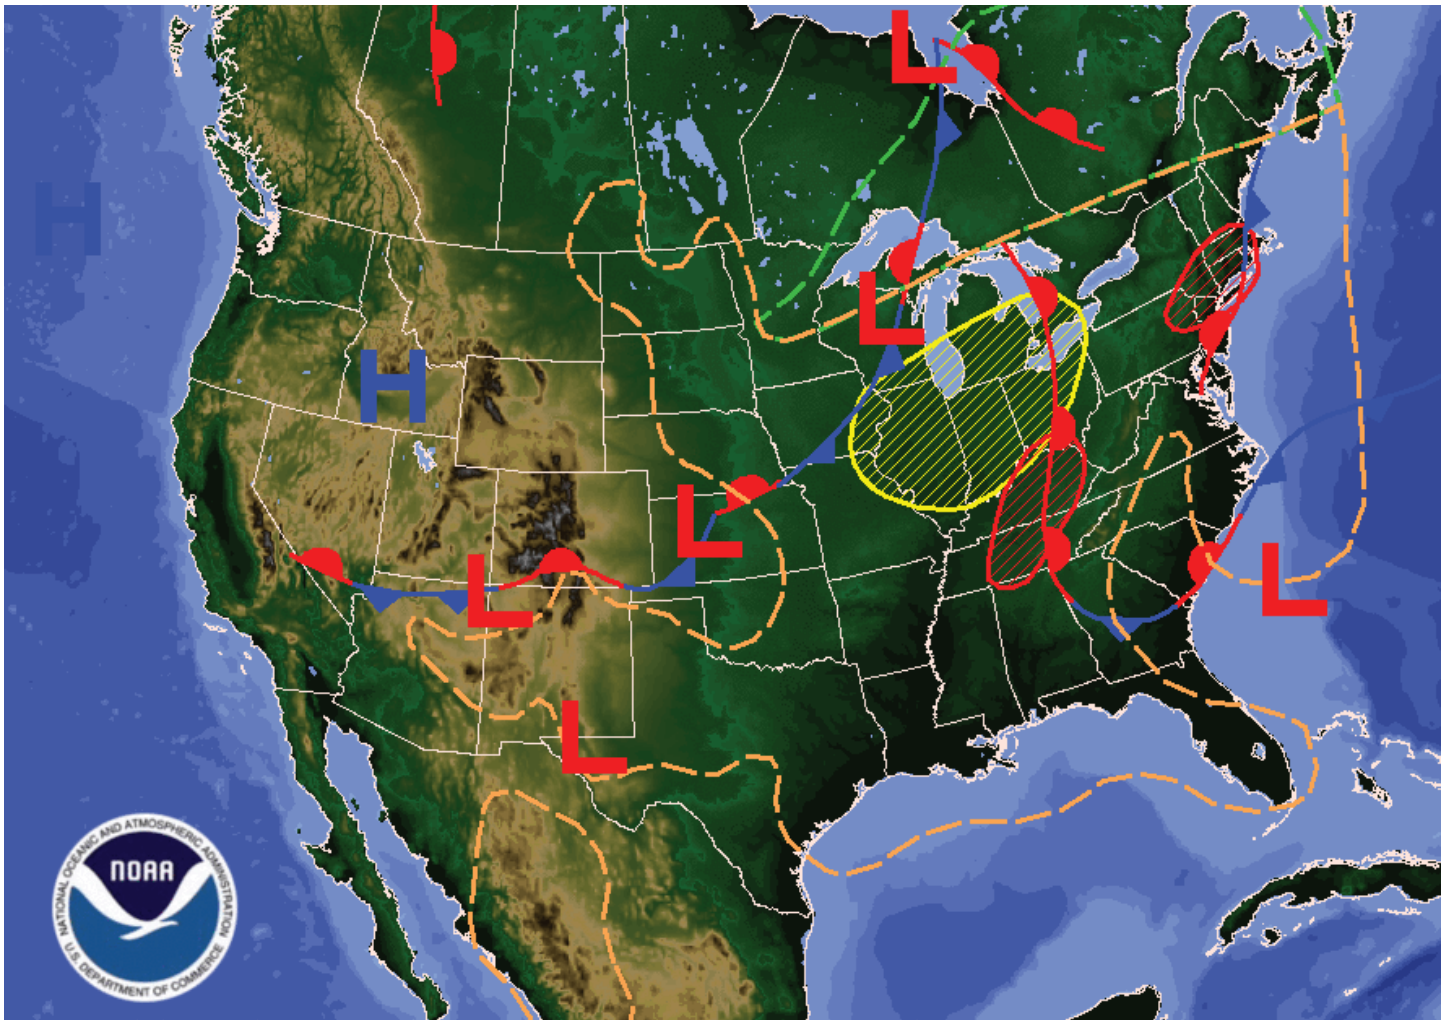 L
H
L
H
L
L
L
L
NATIONAL OCEANIC AND ATMOSPHERIC ADMINISTRATION
NOAA
U.S. DEPARTMENT OF COMMERCE